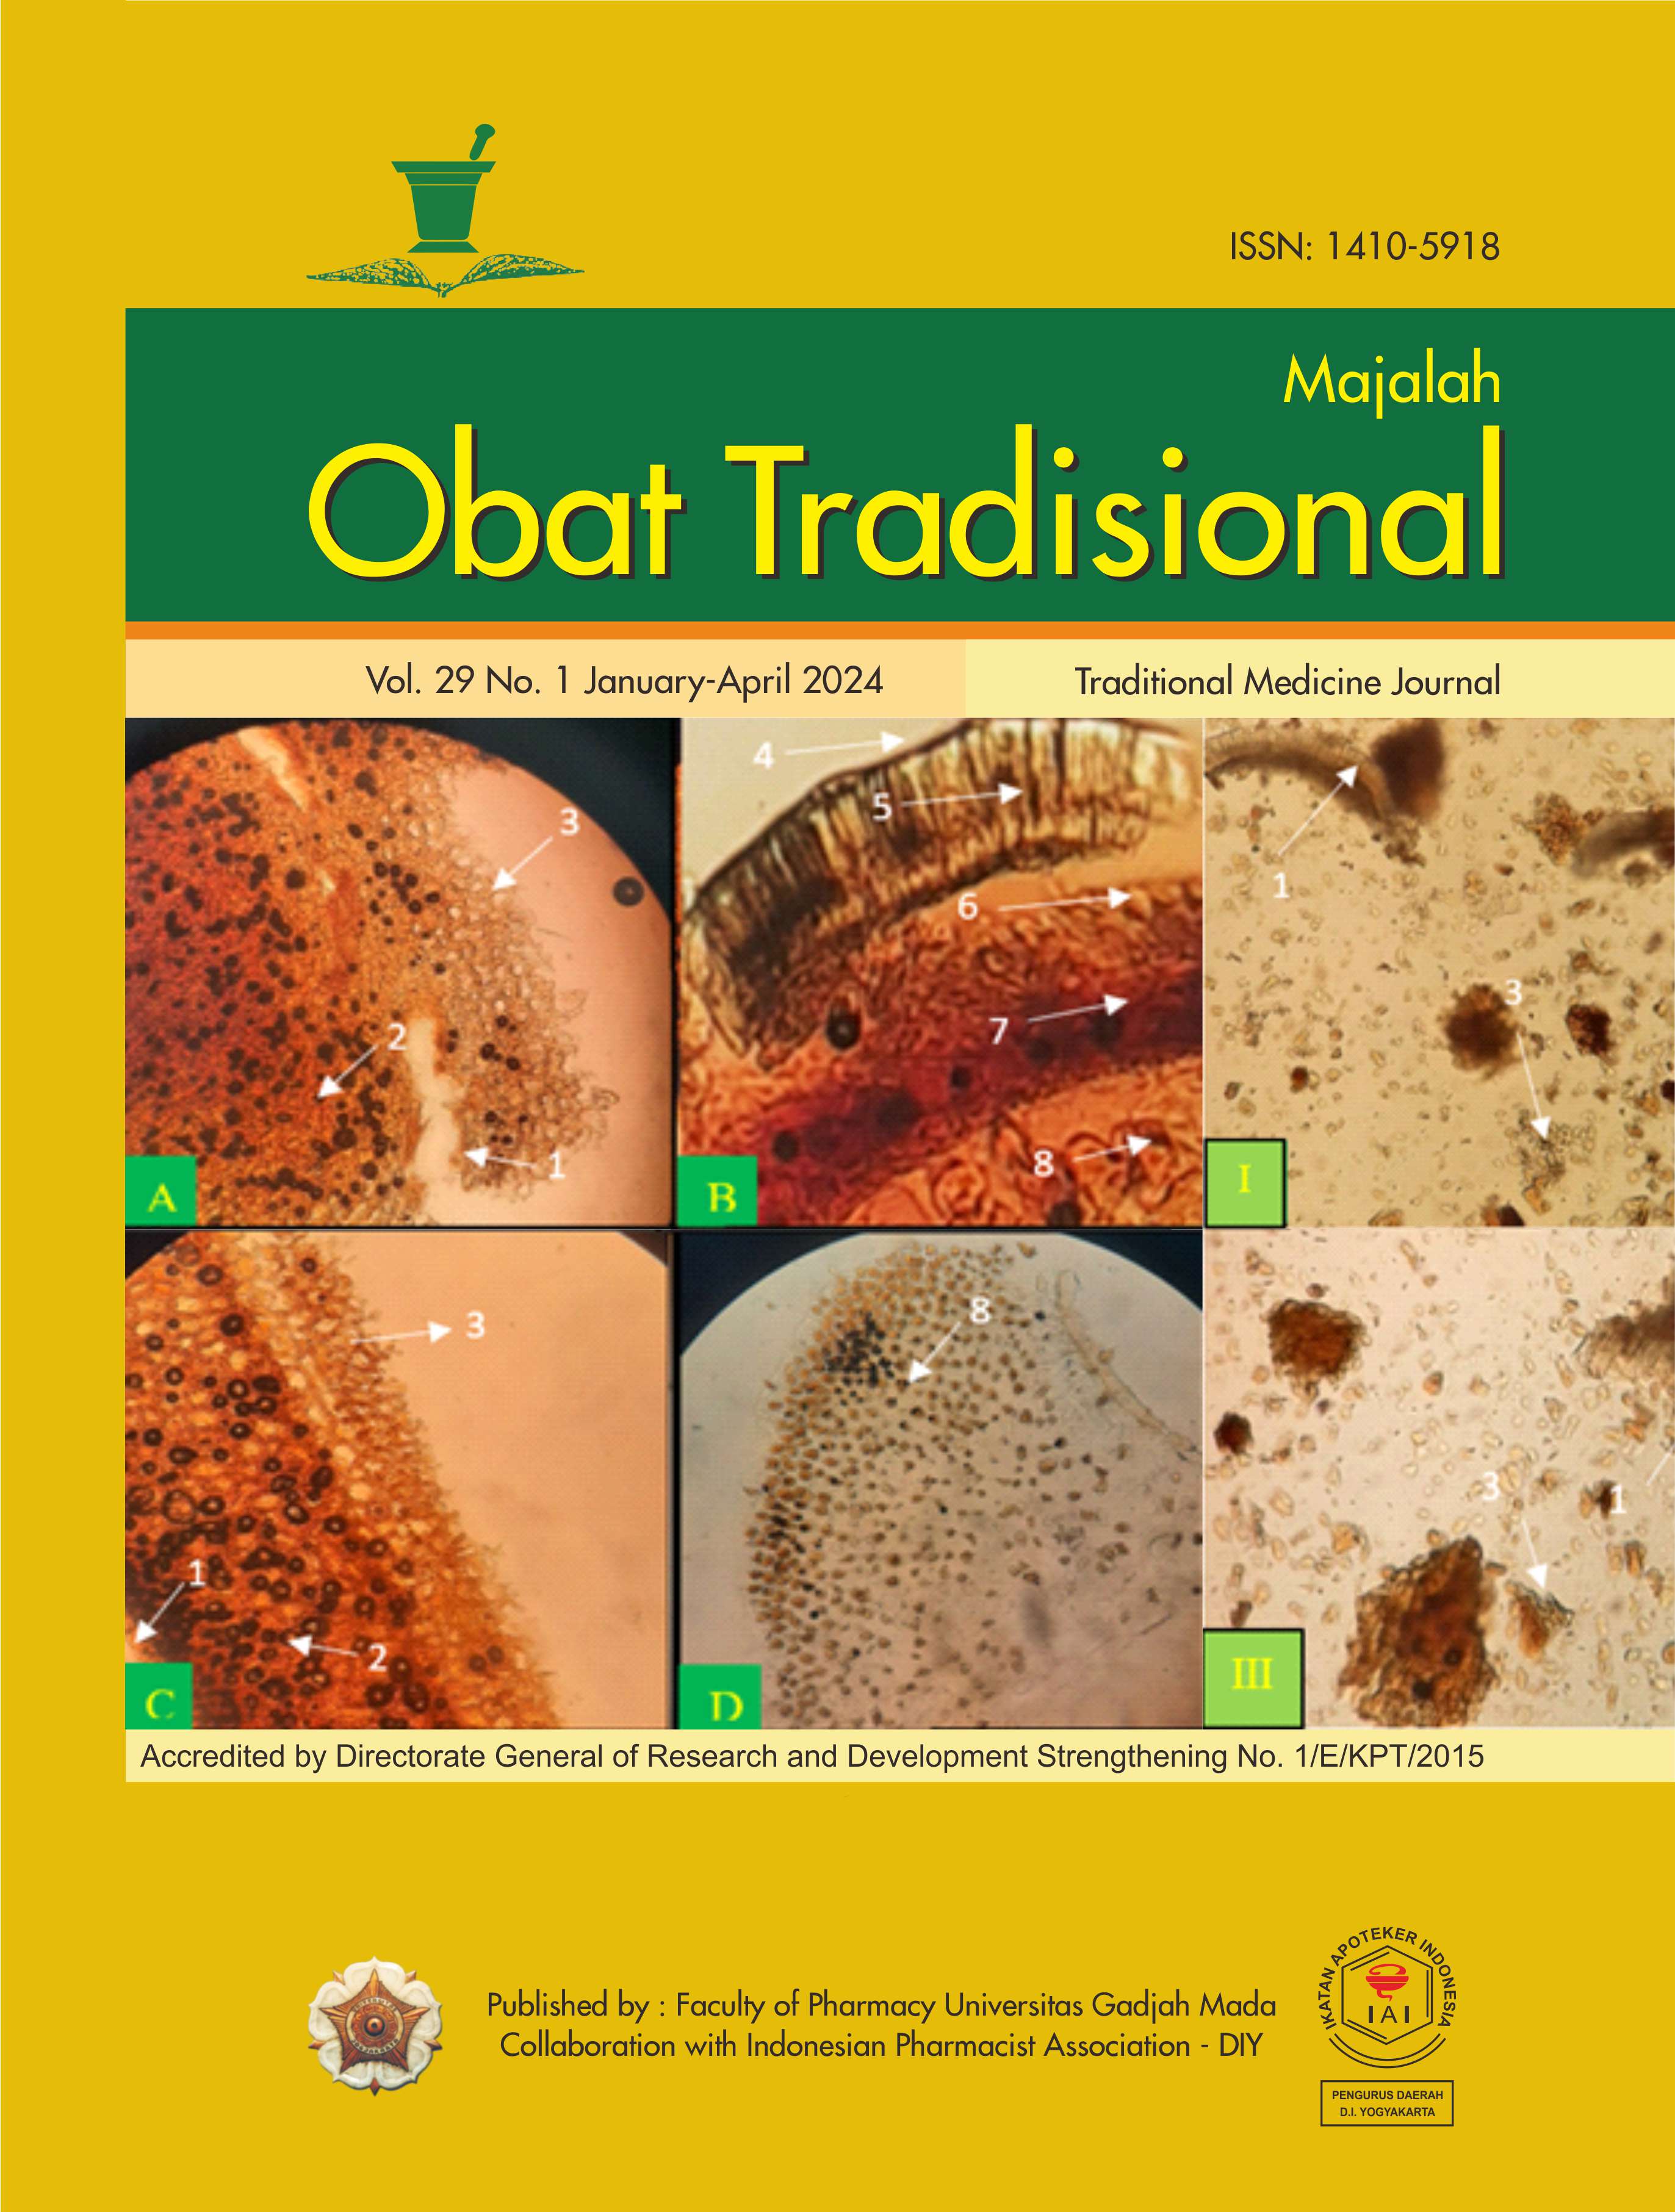 ISSN: 1410-5918
Majalah
Obat Tradisional
Vol. 29 No. 1 January-April 2024
Traditional Medicine Journal
3
2
1
A
4
5
6
7
8
B
1
3
I
3
1
2
C
8
D
3
1
III
Accredited by Directorate General of Research and Development Strengthening No. 1/E/KPT/2015
Published by : Faculty of Pharmacy Universitas Gadjah Mada
Collaboration with Indonesian Pharmacist Association - DIY
IKATAN APOTEKER INDONESIA
IAI
PENGURUS DAERAH
D.I. YOGYAKARTA